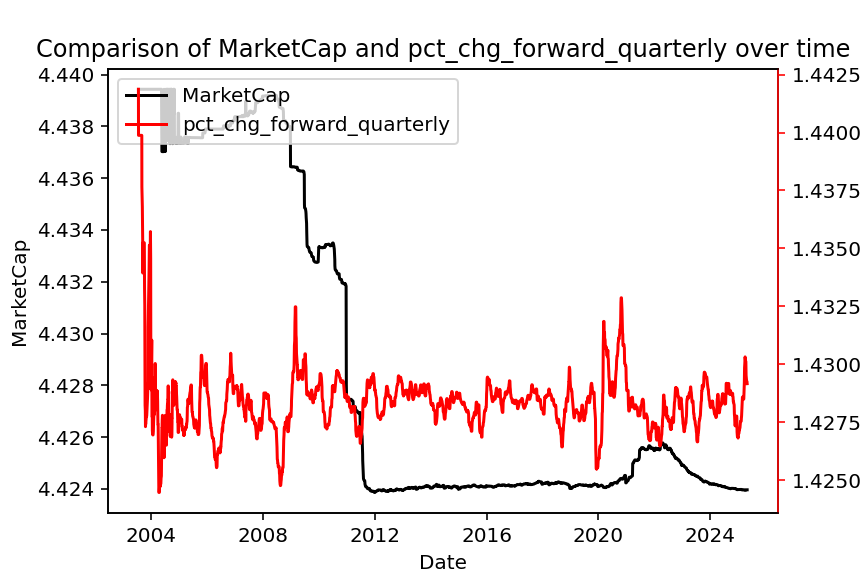 Comparison of MarketCap and pct_chg_forward_quarterly over time
MarketCap
pct_chg_forward_quarterly
4.440
4.438
4.436
4.434
4.432
4.430
4.428
4.426
4.424
MarketCap
1.4425
1.4400
1.4375
1.4350
1.4325
1.4300
1.4275
1.4250
2004 2008 2012 2016 2020 2024
Date